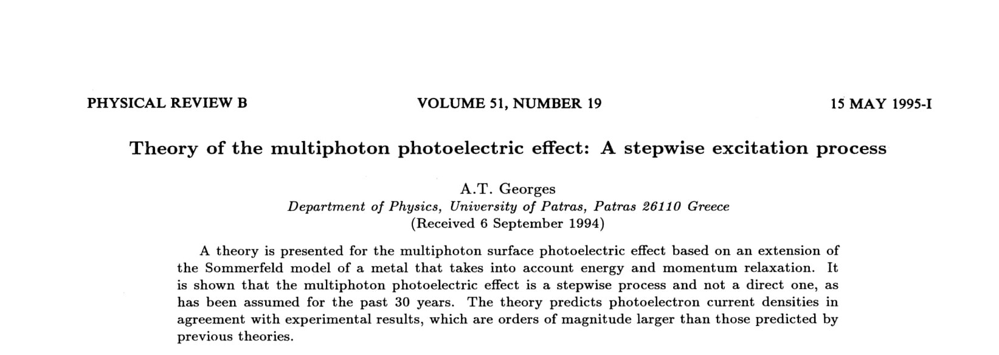 PHYSICAL REVIEW B VOLUME 51, NUMBER 19 15 MAY 1995-I
Theory of the multiphoton photoelectric effect: A stepwise excitation process
A.T. Georges
Department of Physics, University of Patras, Patras 26110 Greece
(Received 6 September 1994)
A theory is presented for the multiphoton surface photoelectric effect based on an extension of
the Sommerfeld model of a metal that takes into account energy and momentum relaxation. It
is shown that the multiphoton photoelectric effect is a stepwise process and not a direct one, as
has been assumed for the past 30 years. The theory predicts photoelectron current densities in
agreement with experimental results, which are orders of magnitude larger than those predicted by
previous theories.